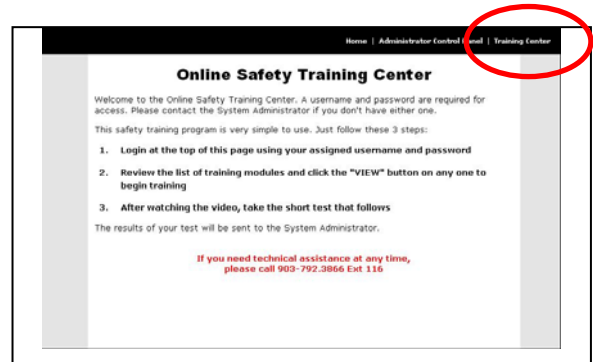 Home | Administrator Control Panel | Training Center
Online Safety Training Center
Welcome to the Online Safety Training Center. A username and password are required for
access. Please contact the System Administrator if you don't have either one.
This safety training program is very simple to use. Just follow these 3 steps:
1. Login at the top of this page using your assigned username and password
2. Review the list of training modules and click the "VIEW" button on any one to
begin training
3. After watching the video, take the short test that follows
The results of your test will be sent to the System Administrator.
If you need technical assistance at any time,
please call 903-792.3866 Ext 116